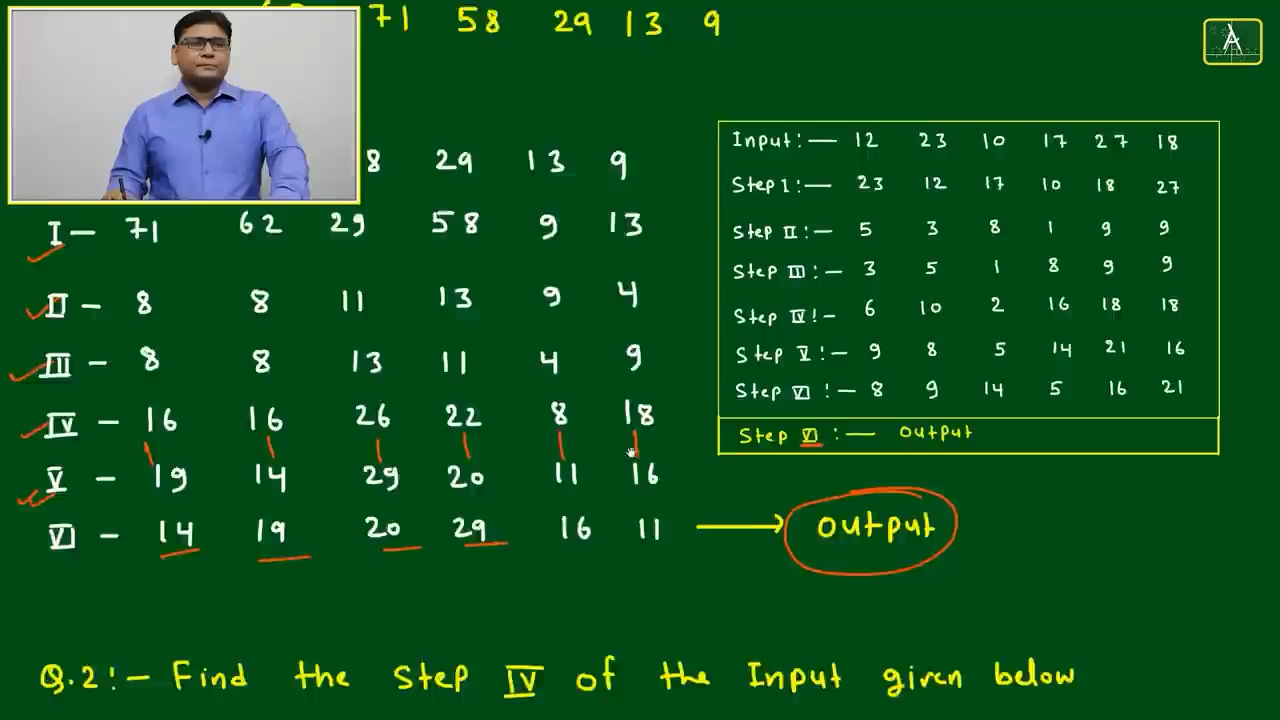 71 58 29 13 9
8 29 13 9
I – 71 62 29 58 9 13
II – 8 8 11 13 9 4
III – 8 8 13 11 4 9
IV – 16 16 26 22 8 18
V – 19 14 29 20 11 16
VI – 14 19 20 29 16 11 → output
Input:— 12 23 10 17 27 18
Step I:— 23 12 17 10 18 27
Step II:— 5 3 8 1 9 9
Step III:— 3 5 1 8 9 9
Step IV:– 6 10 2 16 18 18
Step V:— 9 8 5 14 21 16
Step VI:— 8 9 14 5 16 21
Step VI:— output
Q.2:— Find the step IV of the Input given below
A